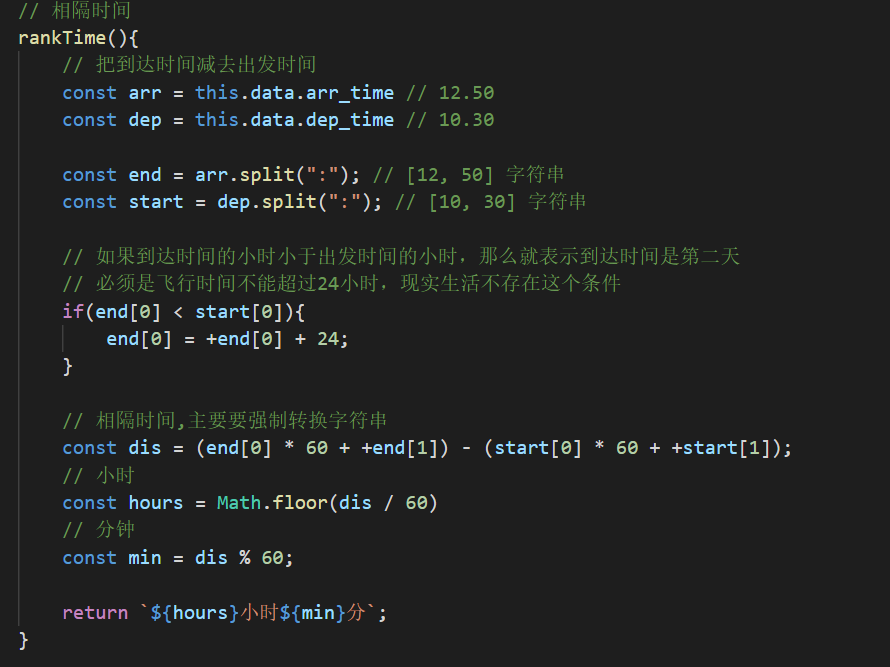 // 相隔时间
rankTime(){
// 把到达时间减去出发时间
const arr = this.data.arr_time // 12.50
const dep = this.data.dep_time // 10.30
const end = arr.split(":"); // [12, 50] 字符串
const start = dep.split(":"); // [10, 30] 字符串
// 如果到达时间的小时小于出发时间的小时，那么就表示到达时间是第二天
// 必须是飞行时间不能超过24小时，现实生活不存在这个条件
if(end[0] < start[0]){
end[0] = +end[0] + 24;
}
// 相隔时间,主要要强制转换字符串
const dis = (end[0] * 60 + +end[1]) - (start[0] * 60 + +start[1]);
// 小时
const hours = Math.floor(dis / 60)
// 分钟
const min = dis % 60;
return `${hours}小时${min}分`;
}